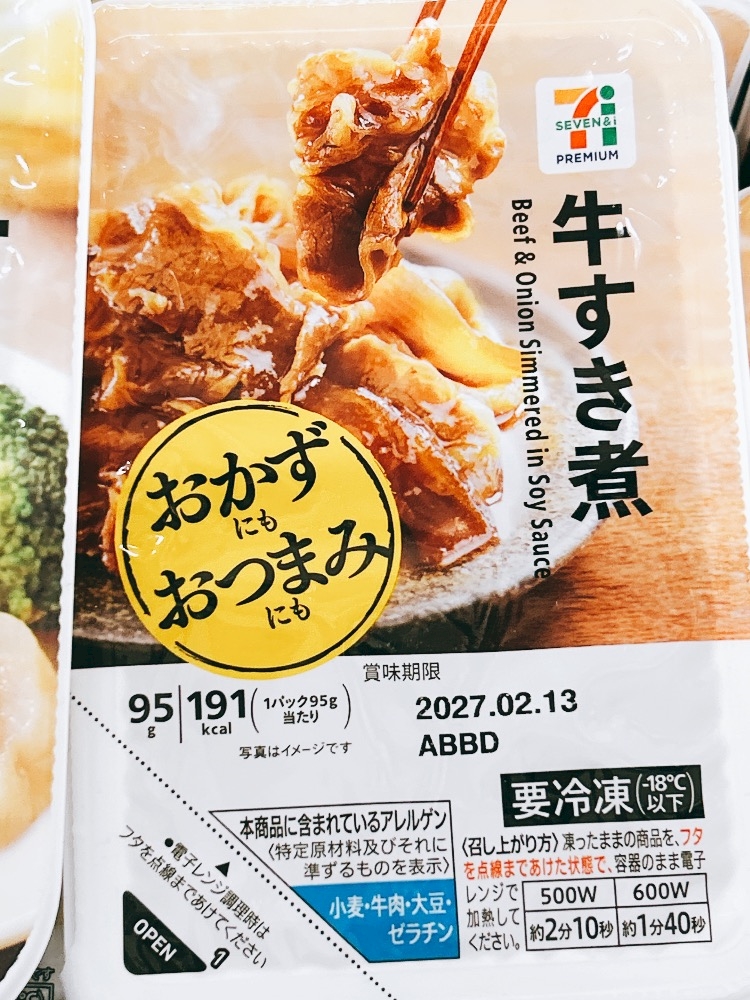 SEVEN&i
PREMIUM
牛すき煮
Beef & Onion Simmered in Soy Sauce
おかず
にも
おつまみ
にも
賞味期限
2027.02.13
ABBD
95g
191kcal
(1パック95g
当たり)
写真はイメージです
要冷凍(-18℃以下)
本商品に含まれているアレルゲン
〈特定原材料及びそれに
準ずるものを表示〉
小麦・牛肉・大豆・
ゼラチン
〈召し上がり方〉凍ったままの商品を、フタ
を点線まであけた状態で、容器のまま電子
レンジで
加熱して
ください。
500W 600W
約2分10秒 約1分40秒
●電子レンジ調理時は
フタを点線まであけてください
OPEN
1